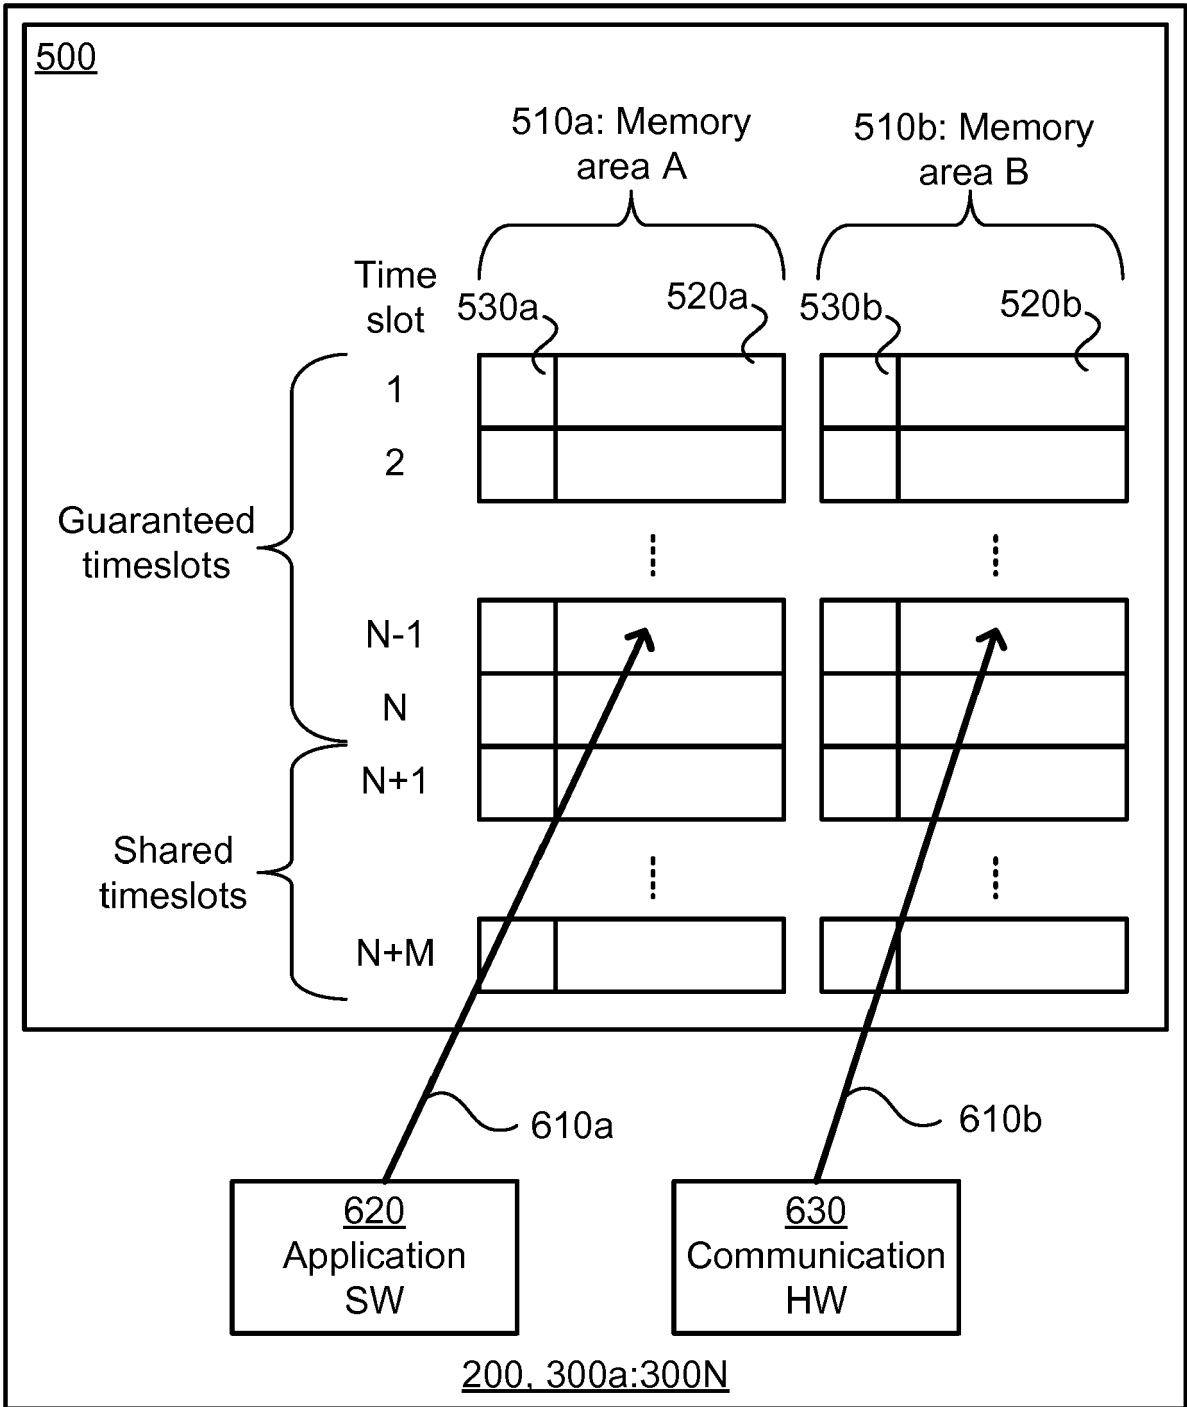 500
510a: Memory
area A
510b: Memory
area B
Time
slot
530a
520a
530b
520b
1
2
Guaranteed
timeslots
N-1
N
N+1
Shared
timeslots
N+M
610a
610b
620
Application
SW
630
Communication
HW
200, 300a:300N